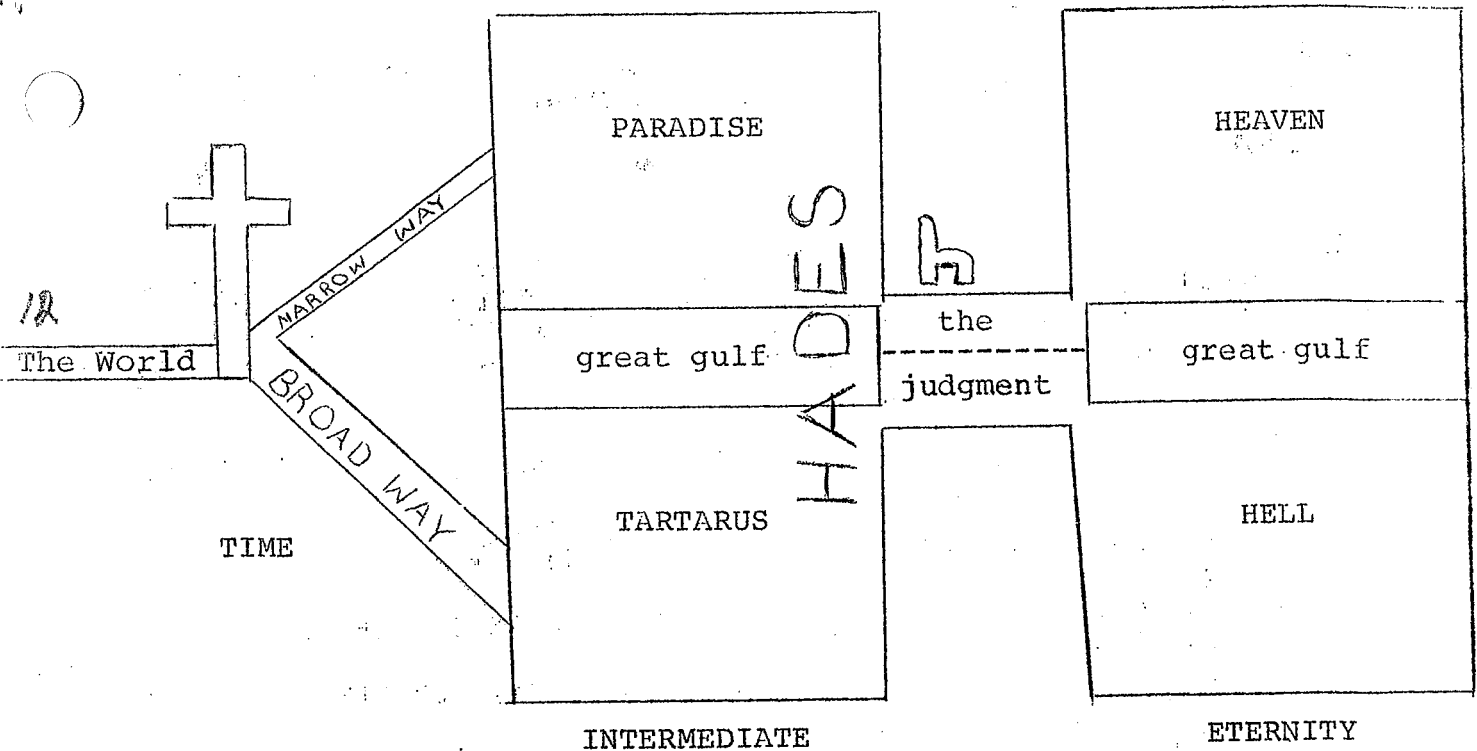 12
The World
NARROW WAY
BROAD WAY
TIME
PARADISE
great gulf
TARTARUS
HADES
INTERMEDIATE
the
judgment
HEAVEN
great gulf
HELL
ETERNITY